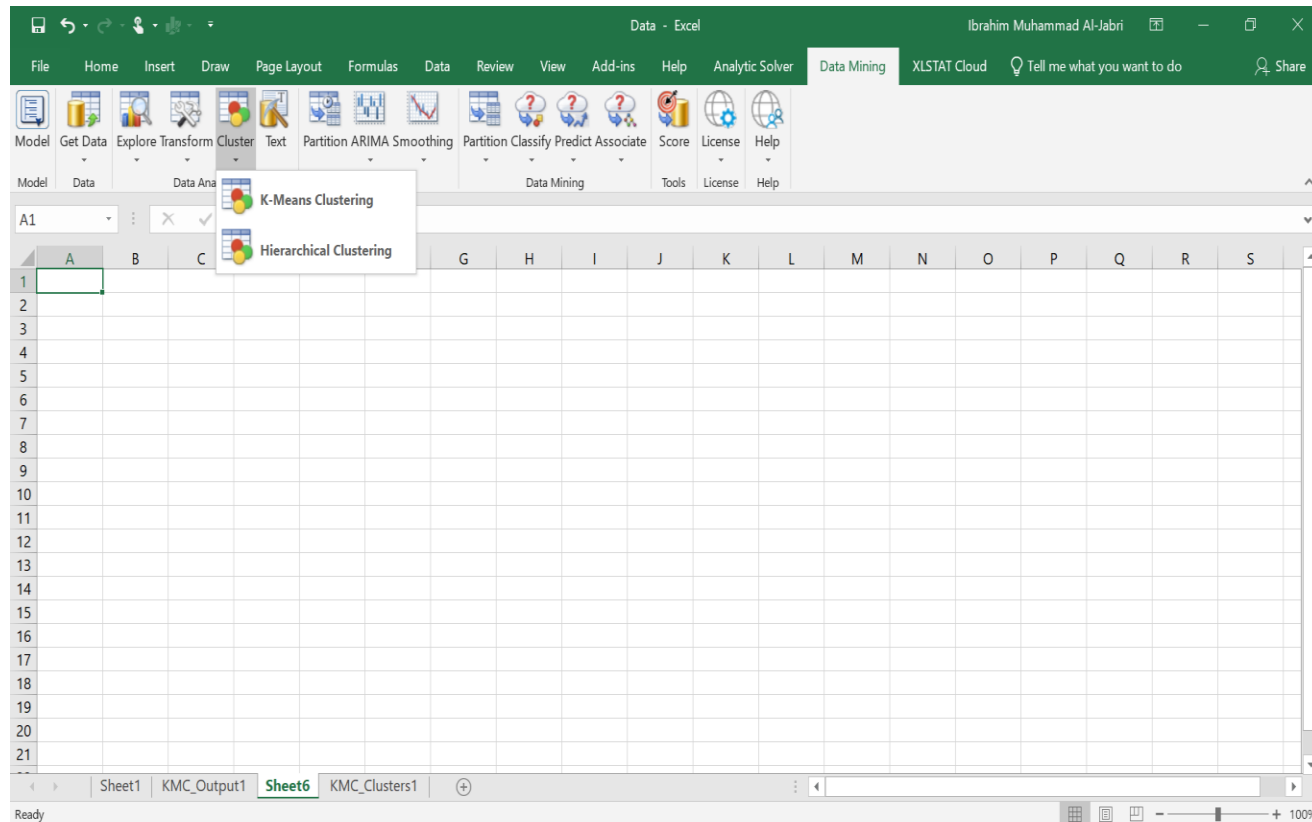 Data - Excel
Ibrahim Muhammad Al-Jabri
File Home Insert Draw Page Layout Formulas Data Review View Add-ins Help Analytic Solver Data Mining XLSTAT Cloud Tell me what you want to do Share
Model Get Data Explore Transform Cluster Text Partition ARIMA Smoothing Partition Classify Predict Associate Score License Help
Model Data Data Ana Data Mining Tools License Help
K-Means Clustering
Hierarchical Clustering
A1
A B C G H I J K L M N O P Q R S
1
2
3
4
5
6
7
8
9
10
11
12
13
14
15
16
17
18
19
20
21
Sheet1 KMC_Output1 Sheet6 KMC_Clusters1
Ready 100%